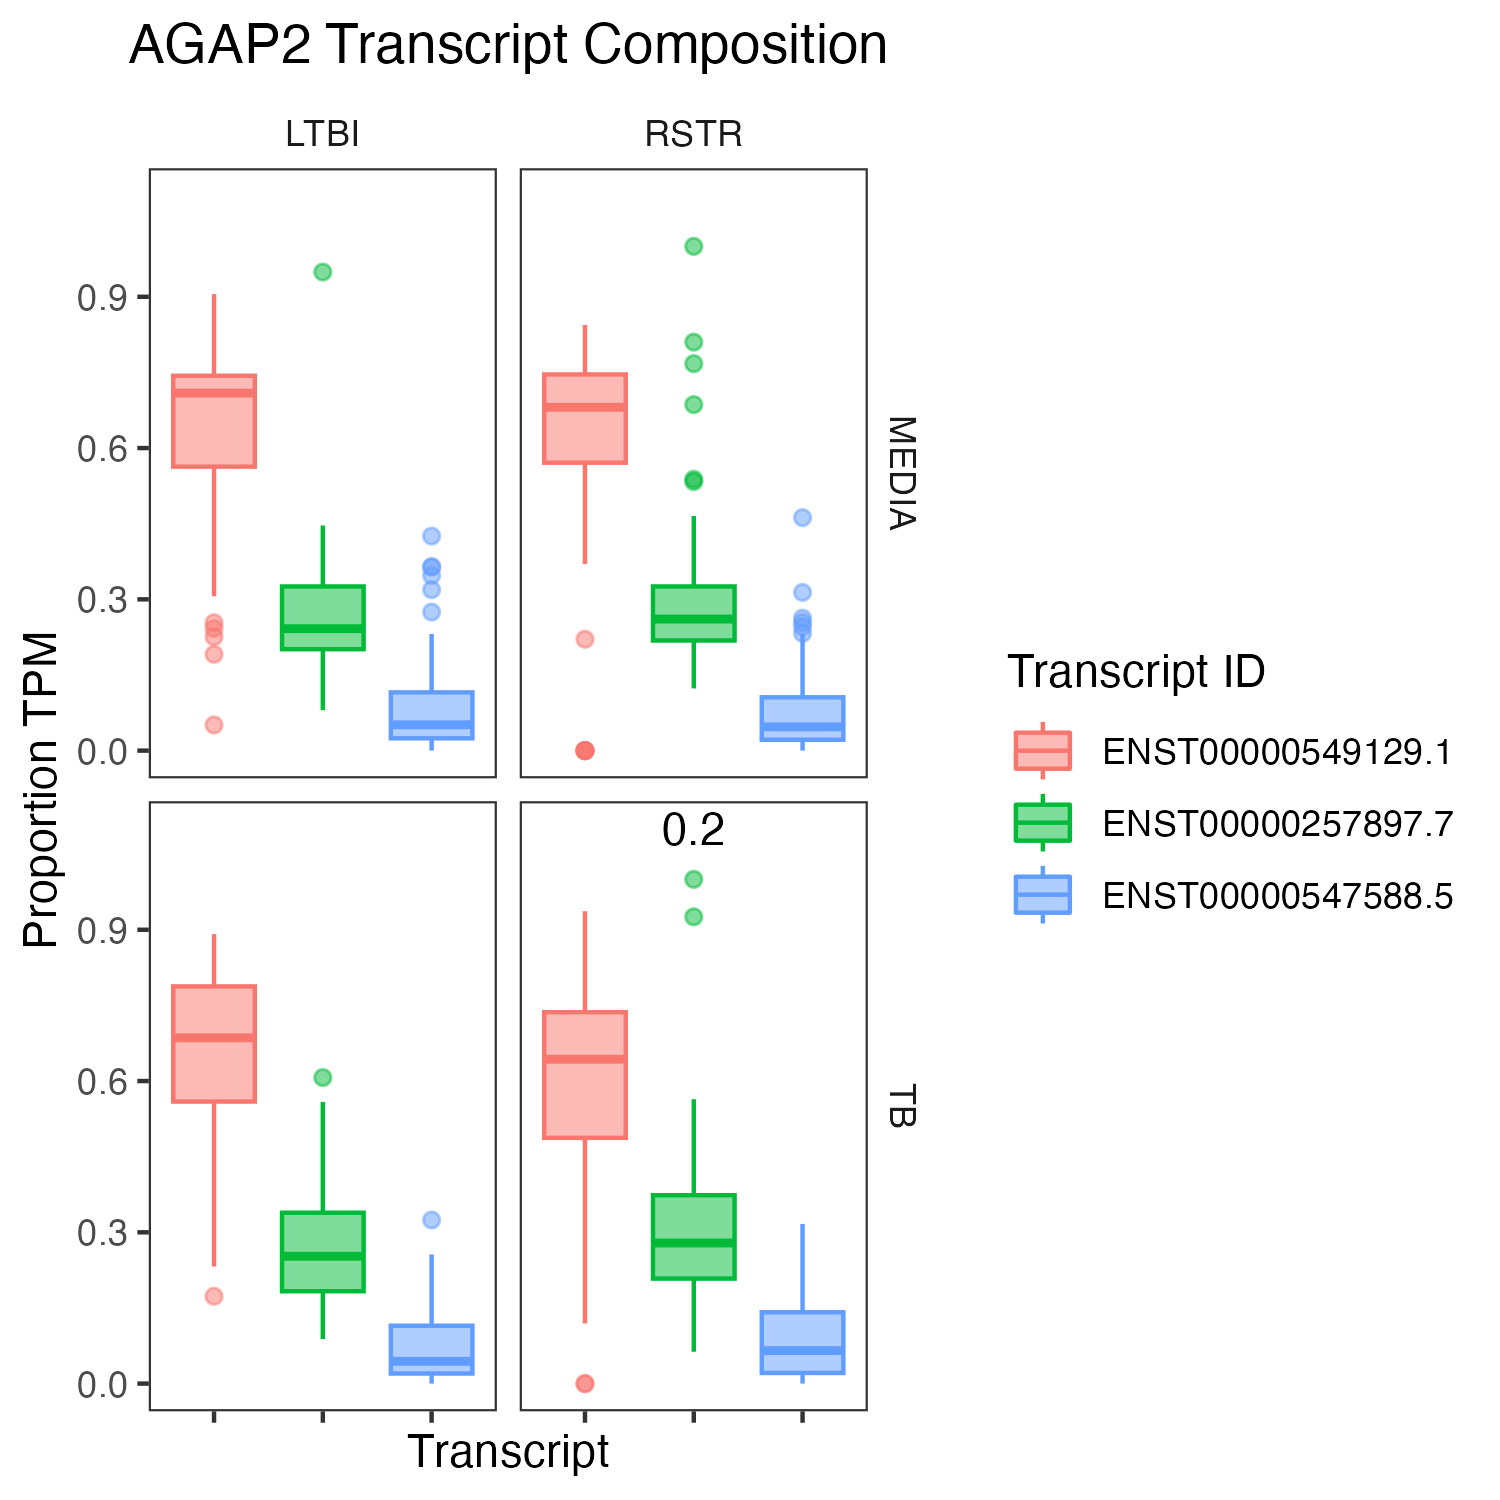 AGAP2 Transcript Composition
LTBI
RSTR
0.9
0.6
0.3
0.0
MEDIA
0.2
0.9
0.6
0.3
0.0
TB
Proportion TPM
Transcript
Transcript ID
ENST00000549129.1
ENST00000257897.7
ENST00000547588.5